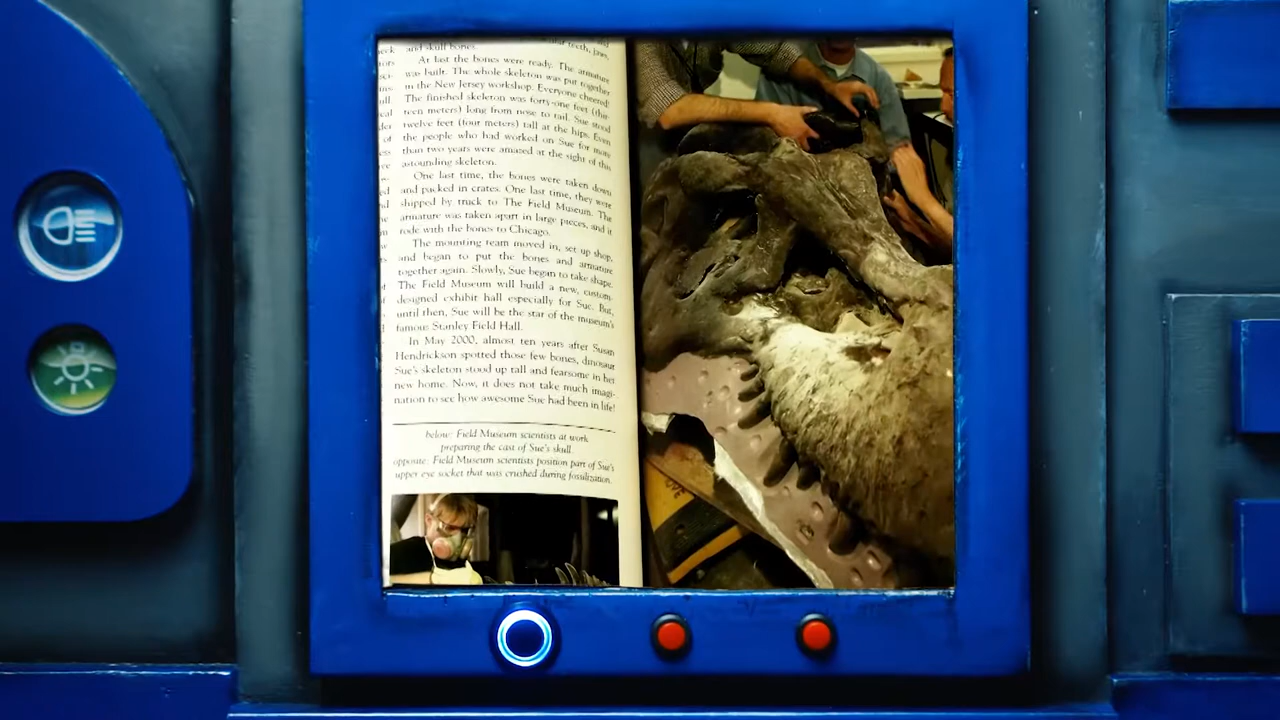 and skull bones.
At last the bones were ready. The armature
was built. The whole skeleton was put together
in the New Jersey workshop. Everyone cheered!
The finished skeleton was forty-one feet (thir-
teen meters) long from nose to tail. Sue stood
twelve feet (four meters) tall at the hips. Even
the people who had worked on Sue for more
than two years were amazed at the sight of this
astounding skeleton.
One last time, the bones were taken down
and packed in crates. One last time, they were
shipped by truck to The Field Museum. The
armature was taken apart in large pieces, and it
rode with the bones to Chicago.
The mounting team moved in, set up shop,
and began to put the bones and armature
together again. Slowly, Sue began to take shape.
The Field Museum will build a new, custom-
designed exhibit hall especially for Sue. But,
until then, Sue will be the star of the museum's
famous Stanley Field Hall.
In May 2000, almost ten years after Susan
Hendrickson spotted those few bones, dinosaur
Sue's skeleton stood up tall and fearsome in her
new home. Now, it does not take much imagi-
nation to see how awesome Sue had been in life!
below: Field Museum scientists at work
preparing the cast of Sue's skull.
opposite: Field Museum scientists position part of Sue's
upper eye socket that was crushed during fossilization.